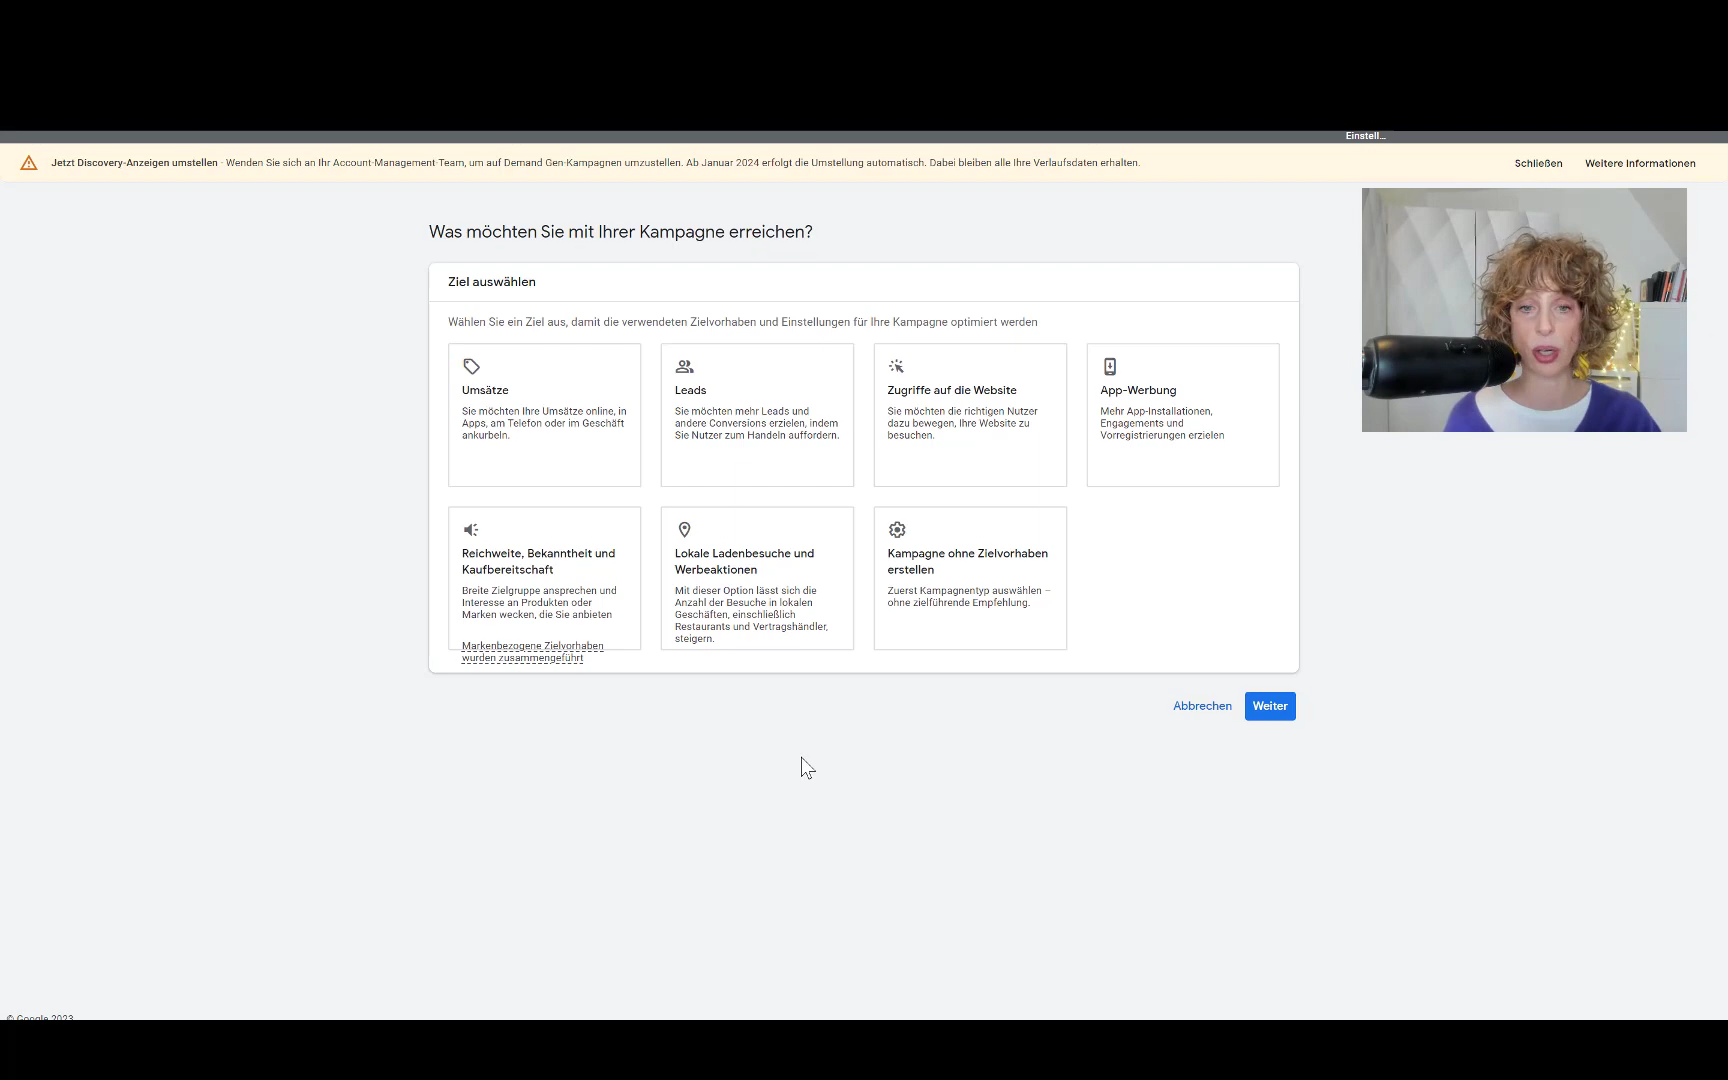 Einstell...
Jetzt Discovery-Anzeigen umstellen - Wenden Sie sich an Ihr Account-Management-Team, um auf Demand Gen-Kampagnen umzustellen. Ab Januar 2024 erfolgt die Umstellung automatisch. Dabei bleiben alle Ihre Verlaufsdaten erhalten.
Schließen
Weitere Informationen
Was möchten Sie mit Ihrer Kampagne erreichen?
Ziel auswählen
Wählen Sie ein Ziel aus, damit die verwendeten Zielvorhaben und Einstellungen für Ihre Kampagne optimiert werden
Umsätze
Sie möchten Ihre Umsätze online, in
Apps, am Telefon oder im Geschäft
ankurbeln.
Leads
Sie möchten mehr Leads und
andere Conversions erzielen, indem
Sie Nutzer zum Handeln auffordern.
Zugriffe auf die Website
Sie möchten die richtigen Nutzer
dazu bewegen, Ihre Website zu
besuchen.
App-Werbung
Mehr App-Installationen,
Engagements und
Vorregistrierungen erzielen
Reichweite, Bekanntheit und
Kaufbereitschaft
Breite Zielgruppe ansprechen und
Interesse an Produkten oder
Marken wecken, die Sie anbieten
Markenbezogene Zielvorhaben
wurden zusammengeführt
Lokale Ladenbesuche und
Werbeaktionen
Mit dieser Option lässt sich die
Anzahl der Besuche in lokalen
Geschäften, einschließlich
Restaurants und Vertragshändler,
steigern.
Kampagne ohne Zielvorhaben
erstellen
Zuerst Kampagnentyp auswählen –
ohne zielführende Empfehlung.
Abbrechen
Weiter
© Google 2023